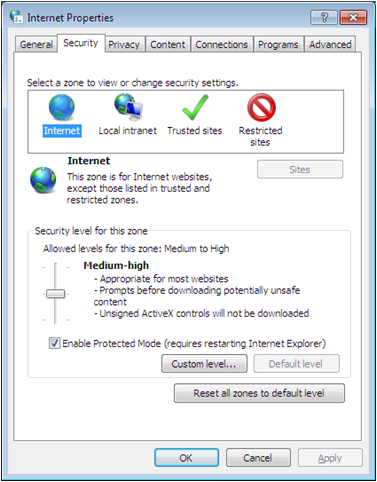 Internet Properties
General Security Privacy Content Connections Programs Advanced
Select a zone to view or change security settings.
Internet Local intranet Trusted sites Restricted
sites
Internet
Sites
This zone is for Internet websites,
except those listed in trusted and
restricted zones.
Security level for this zone
Allowed levels for this zone: Medium to High
Medium-high
- Appropriate for most websites
- Prompts before downloading potentially unsafe
content
- Unsigned ActiveX controls will not be downloaded
Enable Protected Mode (requires restarting Internet Explorer)
Custom level... Default level
Reset all zones to default level
OK Cancel Apply